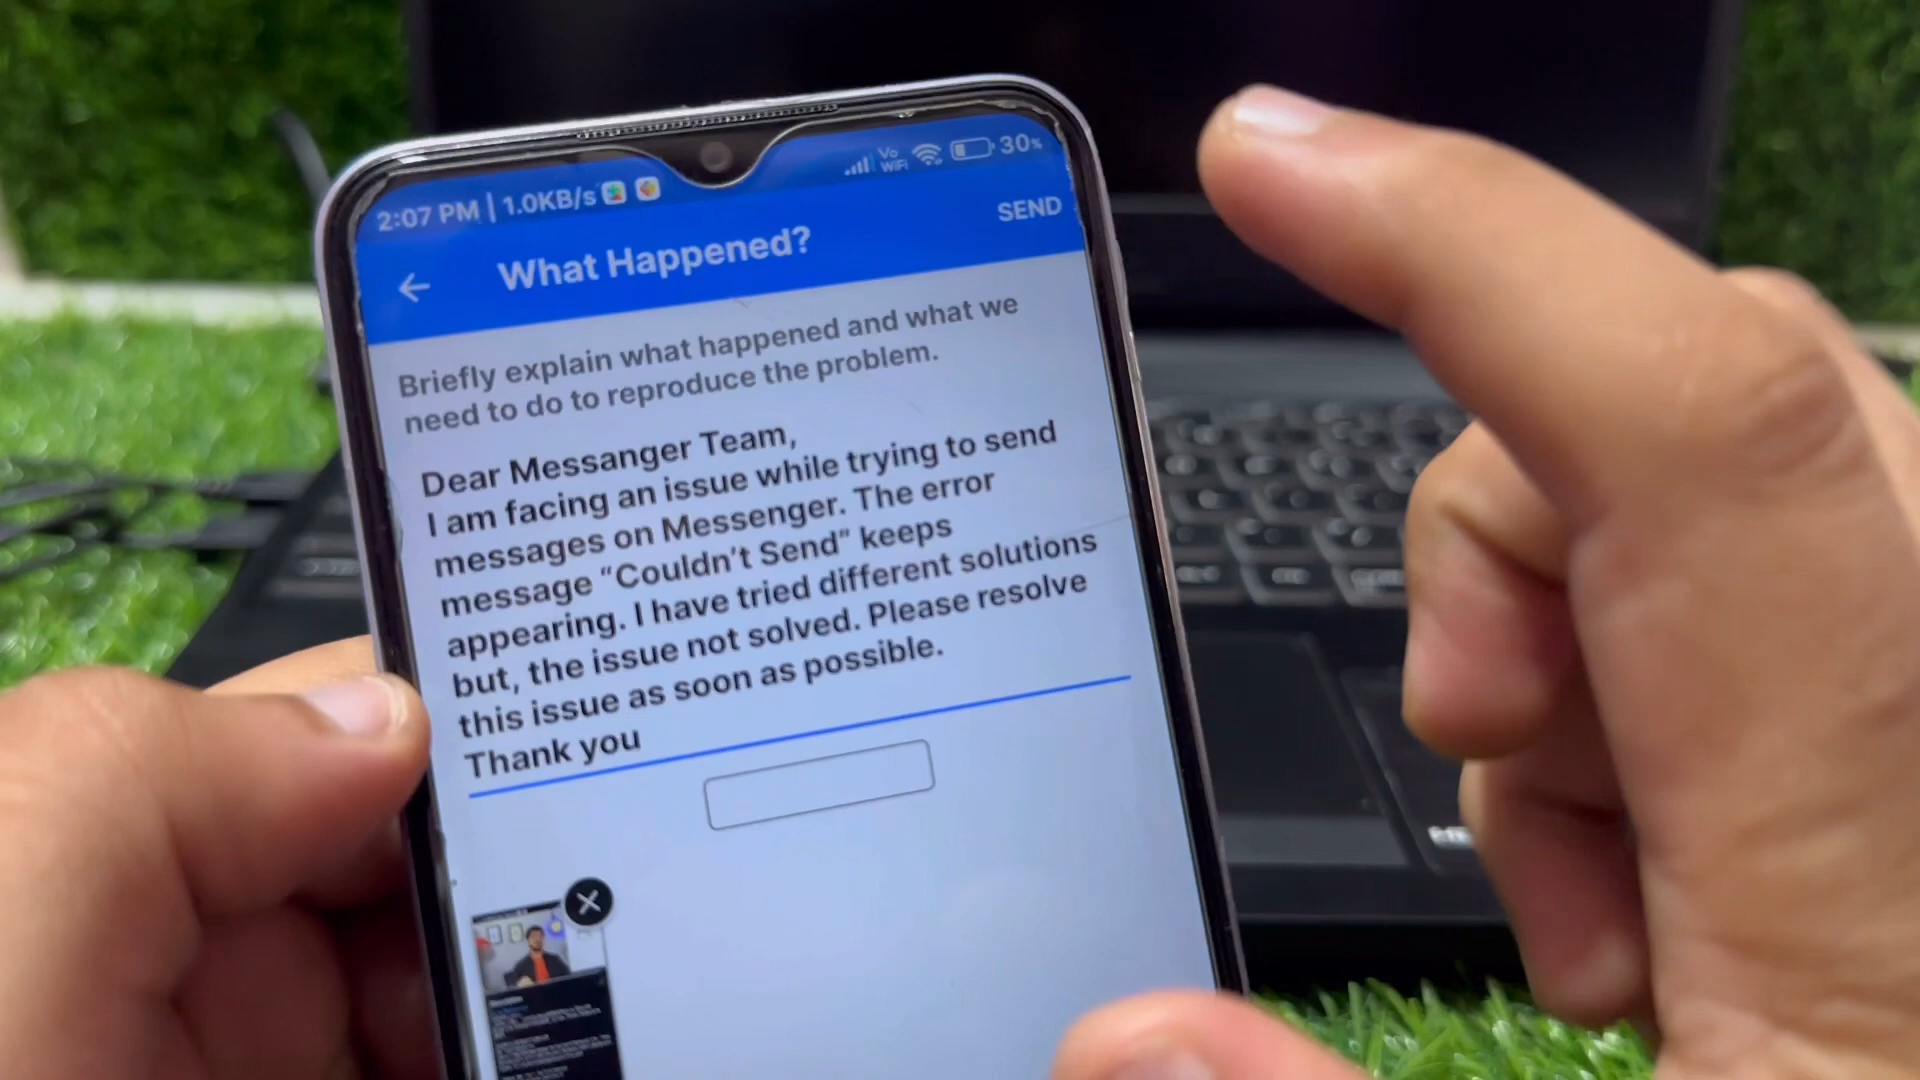 2:07 PM | 1.0KB/s
Vo
WiFi
30%
What Happened?
SEND
Briefly explain what happened and what we
need to do to reproduce the problem.
Dear Messanger Team,
I am facing an issue while trying to send
messages on Messenger. The error
message “Couldn't Send" keeps
appearing. I have tried different solutions
but, the issue not solved. Please resolve
this issue as soon as possible.
Thank you